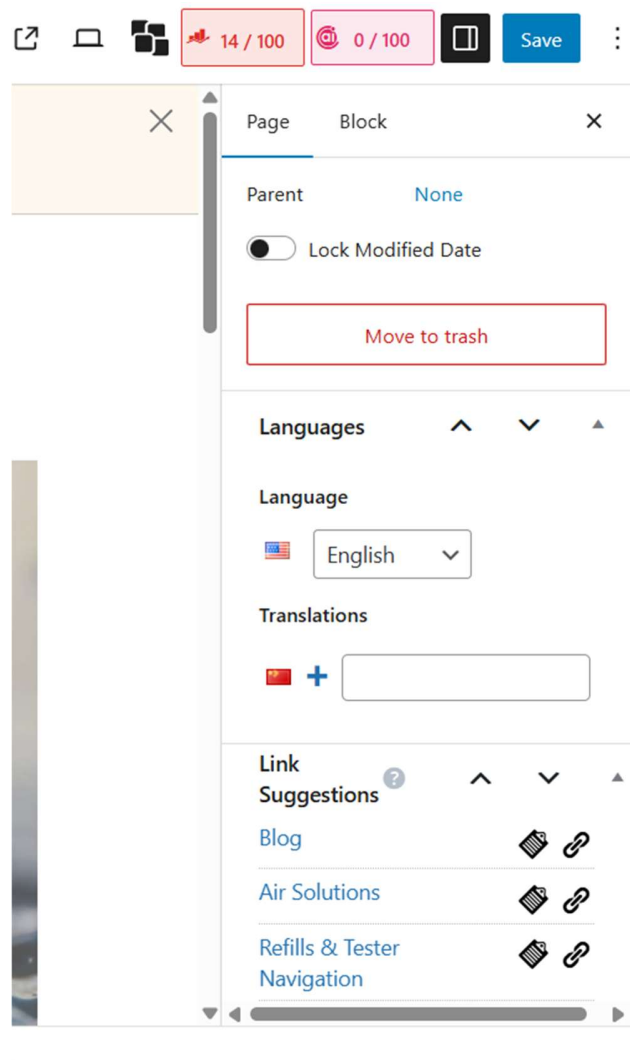 14 / 100
0 / 100
Save
Page
Block
Parent
None
Lock Modified Date
Move to trash
Languages
Language
English
Translations
Link
Suggestions
?
Blog
Air Solutions
Refills & Tester
Navigation